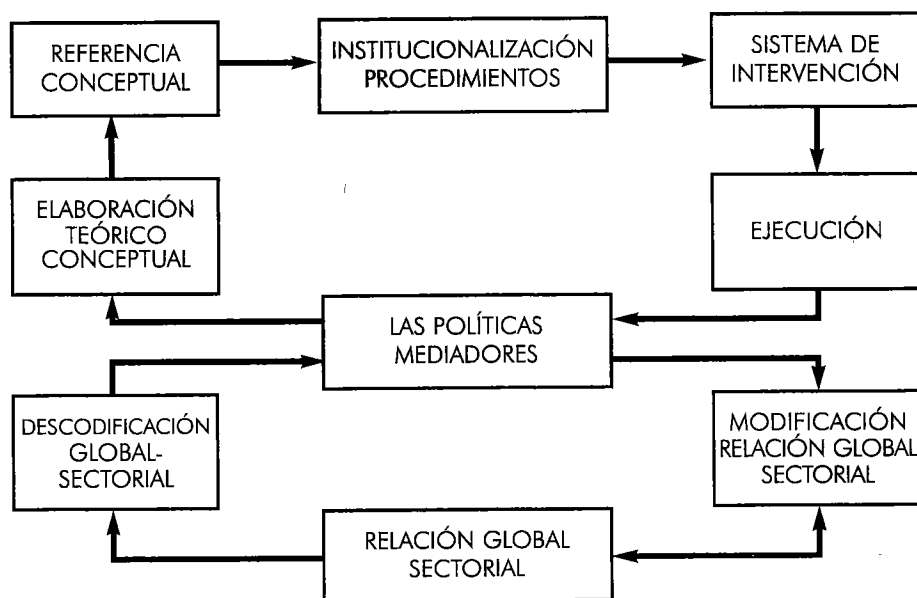 REFERENCIA
CONCEPTUAL
INSTITUCIONALIZACIÓN
PROCEDIMIENTOS
SISTEMA DE
INTERVENCIÓN
ELABORACIÓN
TEÓRICO
CONCEPTUAL
EJECUCIÓN
LAS POLÍTICAS
MEDIADORES
DESCODIFICACIÓN
GLOBAL-
SECTORIAL
MODIFICACIÓN
RELACIÓN GLOBAL
SECTORIAL
RELACIÓN GLOBAL
SECTORIAL